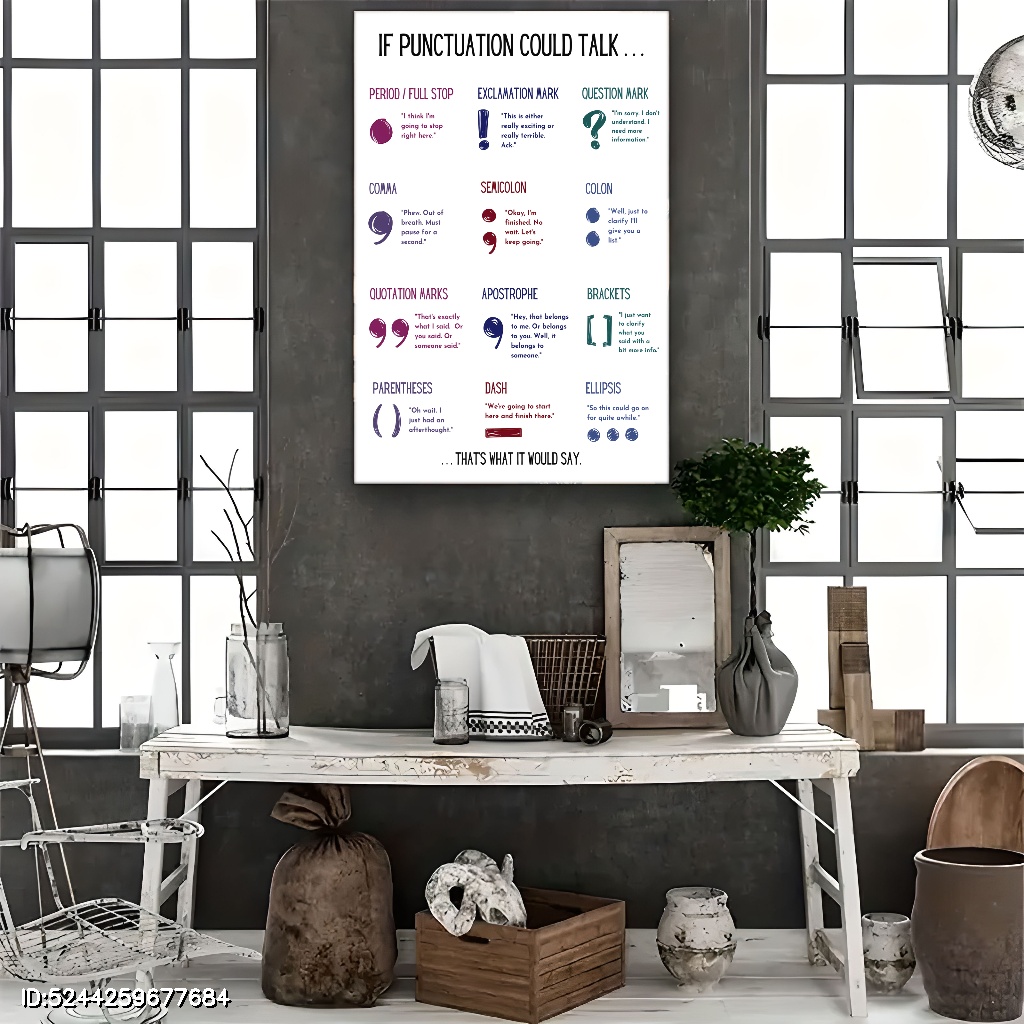 IF PUNCTUATION COULD TALK ...
PERIOD / FULL STOP
"I think I'm
going to stop
right here."
EXCLAMATION MARK
"This is either
really exciting or
really terrible.
Ack."
QUESTION MARK
"I'm sorry. I don't
understand. I
need more
information."
COMMA
"Phew. Out of
breath. Must
pause for a
second."
SEMICOLON
"Okay, I'm
finished. No
wait. Let's
keep going."
COLON
"Well, just to
clarify I'll
give you a
list."
QUOTATION MARKS
"That's exactly
what I said. Or
you said. Or
someone said."
APOSTROPHE
"Hey, that belongs
to me. Or belongs
to you. Well, it
belongs to
someone."
BRACKETS
"I just want
to clarify
what you
said with a
bit more info."
PARENTHESES
"Oh wait. I
just had an
afterthought."
DASH
"We're going to start
here and finish there."
ELLIPSIS
"So this could go on
for quite awhile."
... THAT'S WHAT IT WOULD SAY.
ID:5244259677684